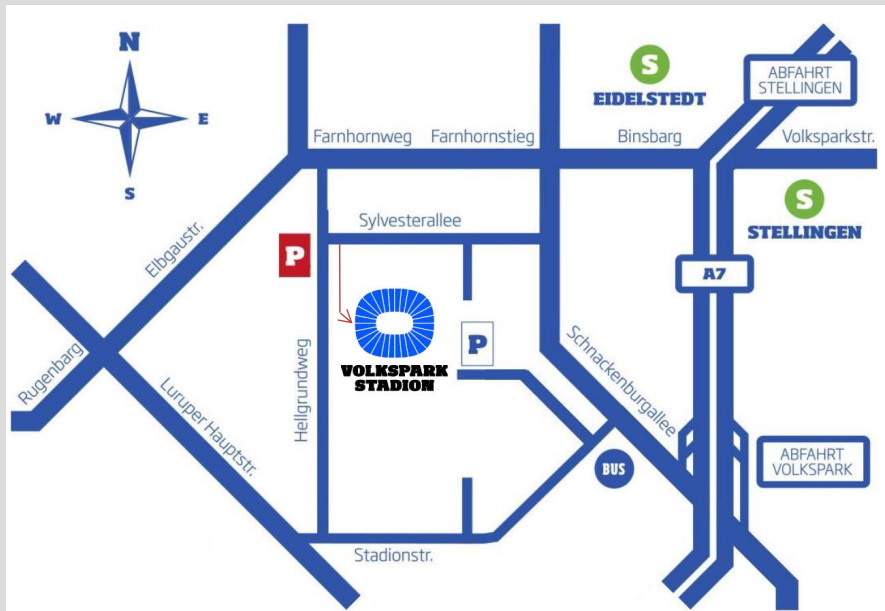 N
W
E
S
S
EIDELSTEDT
ABFAHRT
STELLINGEN
Farnhornweg
Farnhornstieg
Binsbarg
Volksparkstr.
S
STELLINGEN
Sylvesterallee
Elbgaustr.
P
A7
P
VOLKSPARK
STADION
Rugenbarg
Luruper Hauptstr.
Hellgrundweg
Schnackenburgallee
BUS
ABFAHRT
VOLKSPARK
Stadionstr.